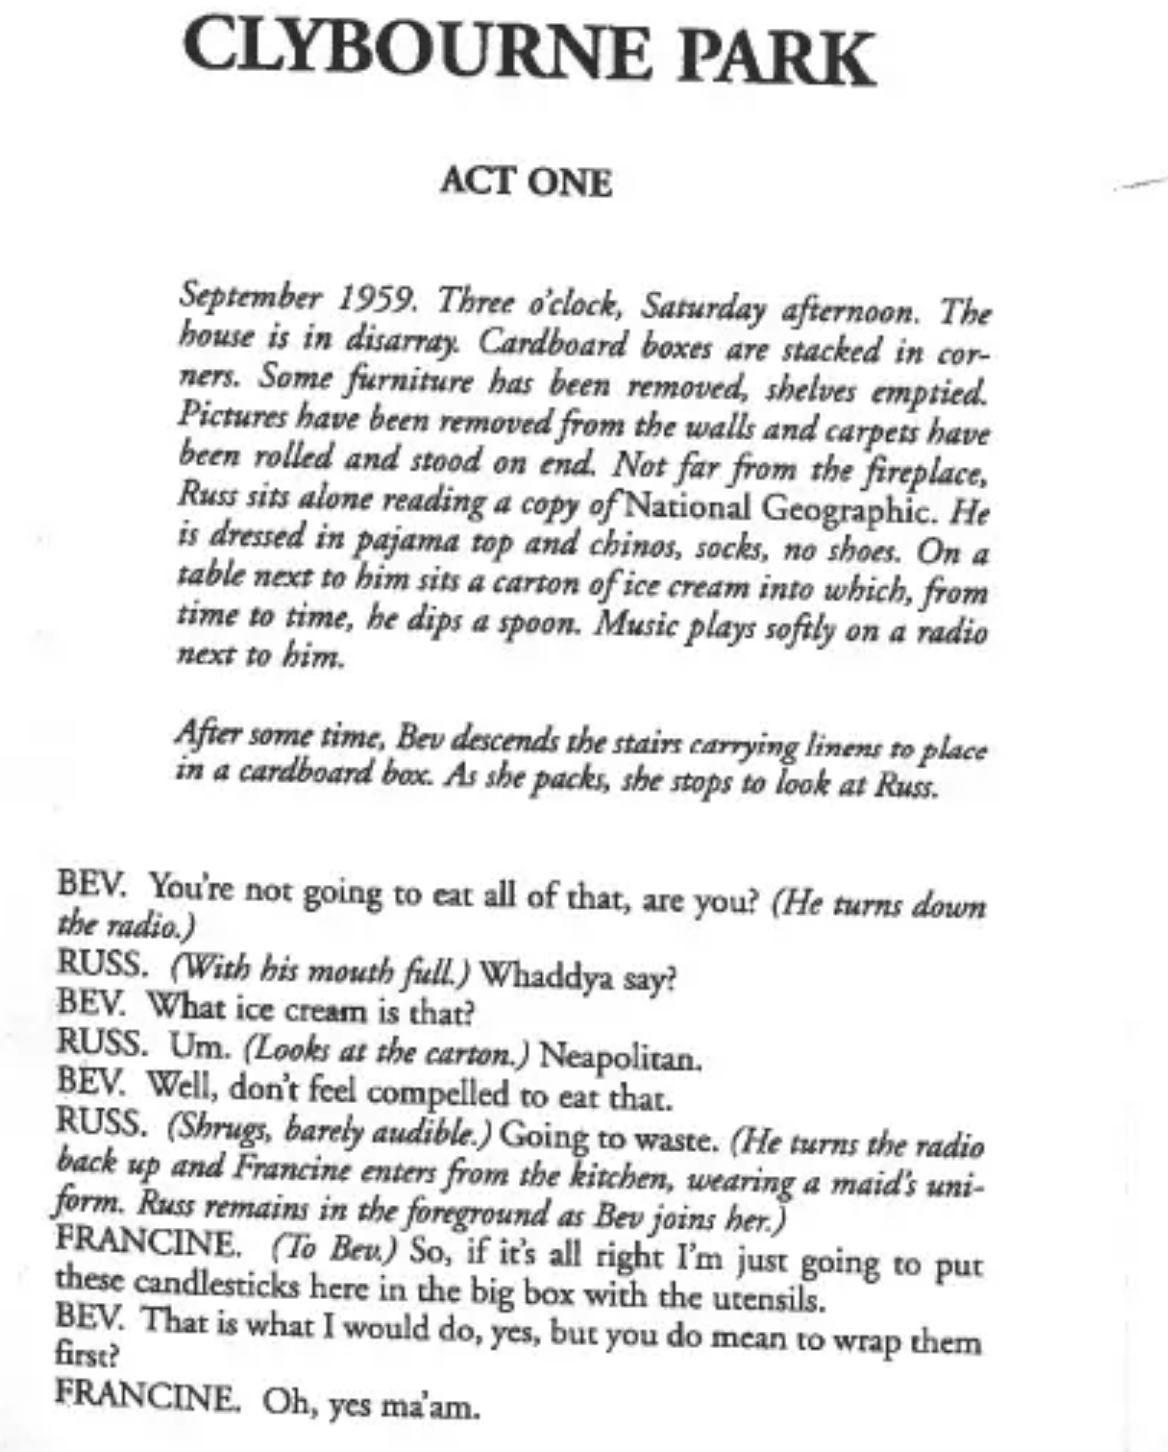 CLYBOURNE PARK
ACT ONE
September 1959. Three o'clock, Saturday afternoon. The
house is in disarray. Cardboard boxes are stacked in cor-
ners. Some furniture has been removed, shelves emptied.
Pictures have been removed from the walls and carpets have
been rolled and stood on end. Not far from the fireplace,
Russ sits alone reading a copy of National Geographic. He
is dressed in pajama top and chinos, socks, no shoes. On a
table next to him sits a carton of ice cream into which, from
time to time, he dips a spoon. Music plays softly on a radio
next to him.
After some time, Bev descends the stairs carrying linens to place
in a cardboard box. As she packs, she stops to look at Russ.
BEV. You're not going to eat all of that, are you? (He turns down
the radio.)
RUSS. (With his mouth full.) Whaddya say?
BEV. What ice cream is that?
RUSS. Um. (Looks at the carton.) Neapolitan.
BEV. Well, don't feel compelled to eat that.
RUSS. (Shrugs, barely audible.) Going to waste. (He turns the radio
back up and Francine enters from the kitchen, wearing a maid's uni-
form. Russ remains in the foreground as Bev joins her.)
FRANCINE. (To Bev.) So, if it's all right I'm just going to put
these candlesticks here in the big box with the utensils.
BEV. That is what I would do, yes, but you do mean to wrap them
first?
FRANCINE. Oh, yes ma'am.